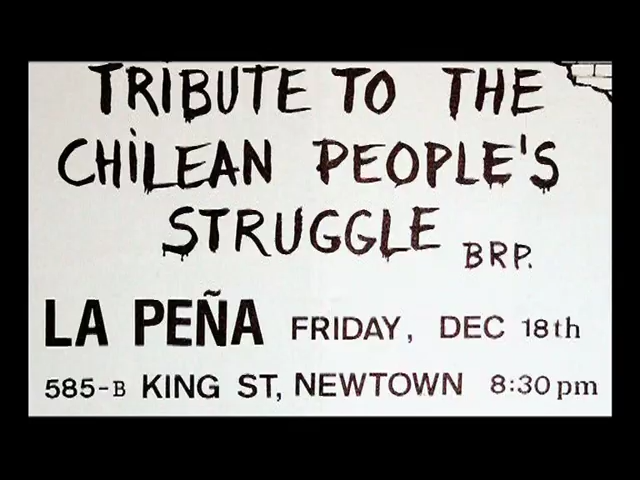 TRIBUTE TO THE
CHiLEAN PEOPLE'S
STRUGGLE BRP.
LA PEÑA FRIDAY, DEC 18th
585-B KING ST, NEWTOWN 8:30pm